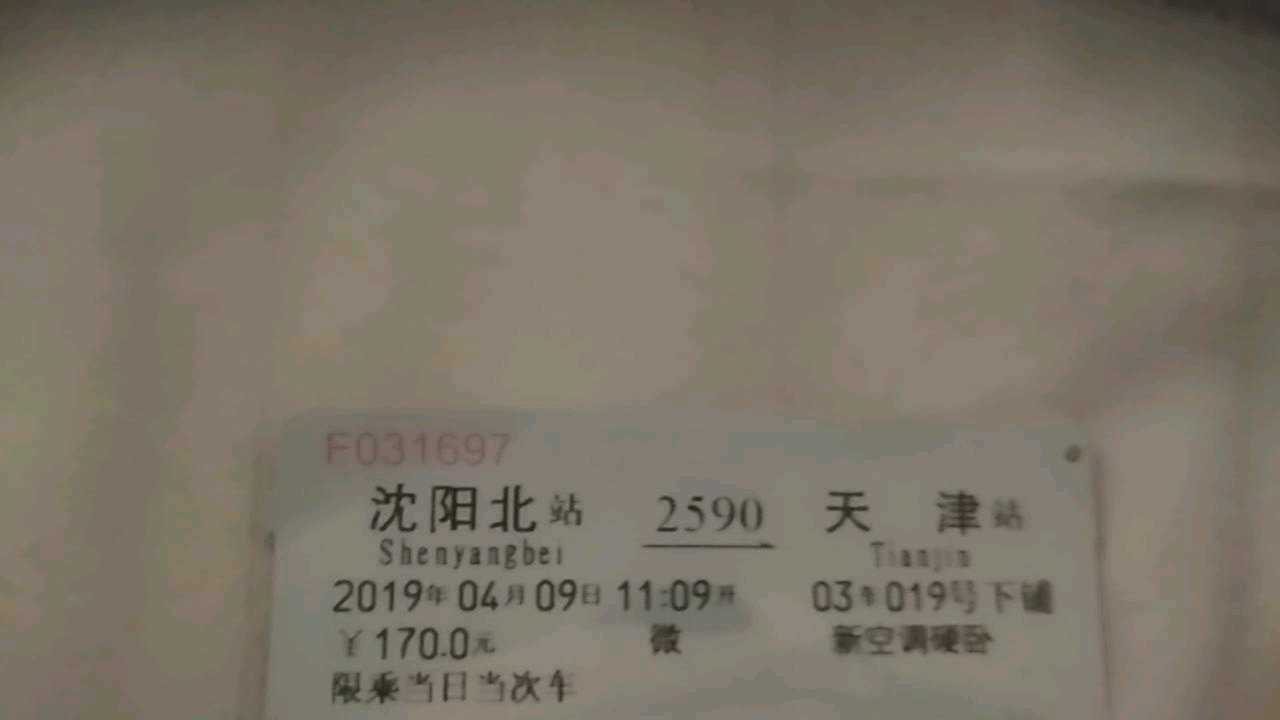 F031697
沈阳北站 2590 天津站
Shenyangbei Tianjin
2019年04月09日 11:09开 03车019号下铺
￥170.0元 微 新空调硬卧
限乘当日当次车